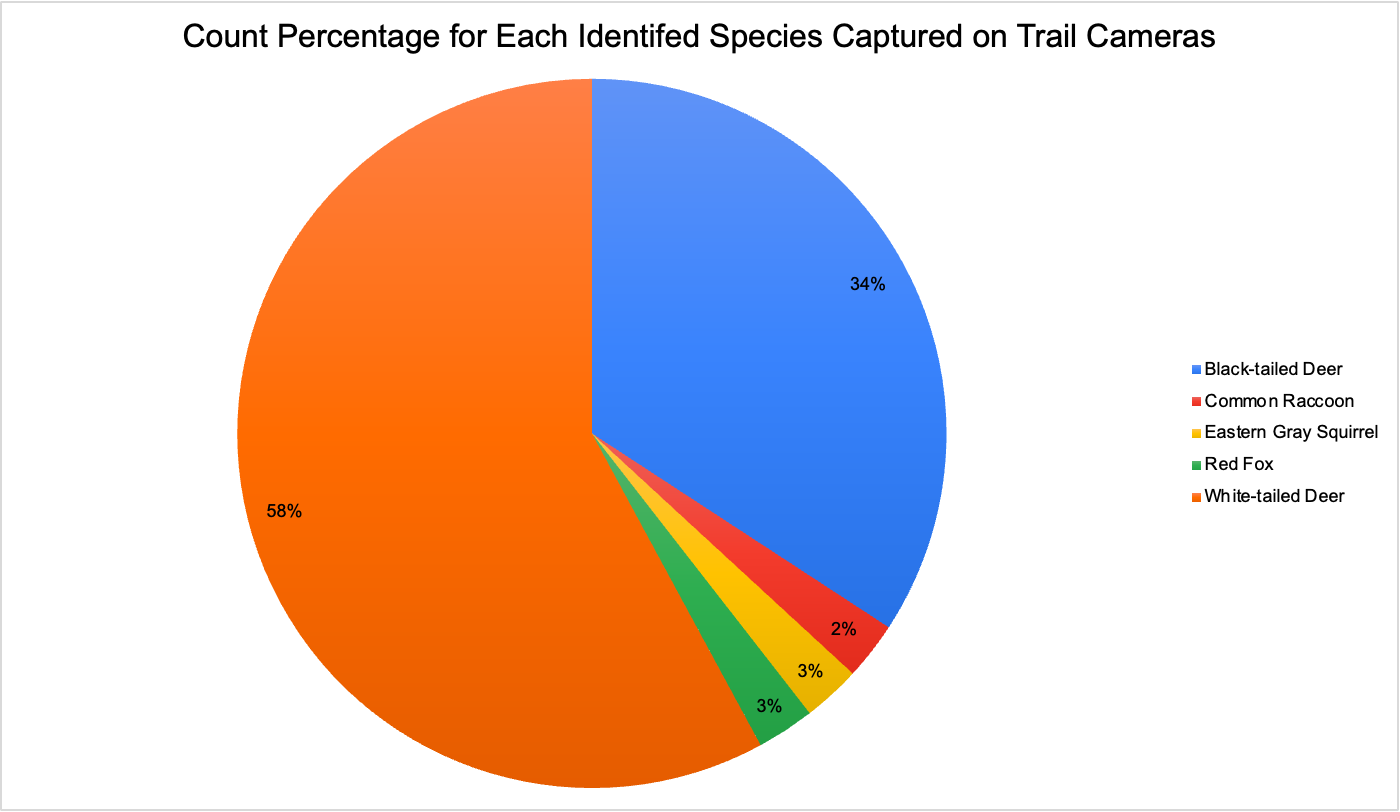 Count Percentage for Each Identifed Species Captured on Trail Cameras
34%
Black-tailed Deer
Common Raccoon
Eastern Gray Squirrel
Red Fox
White-tailed Deer
58%
2%
3%
3%